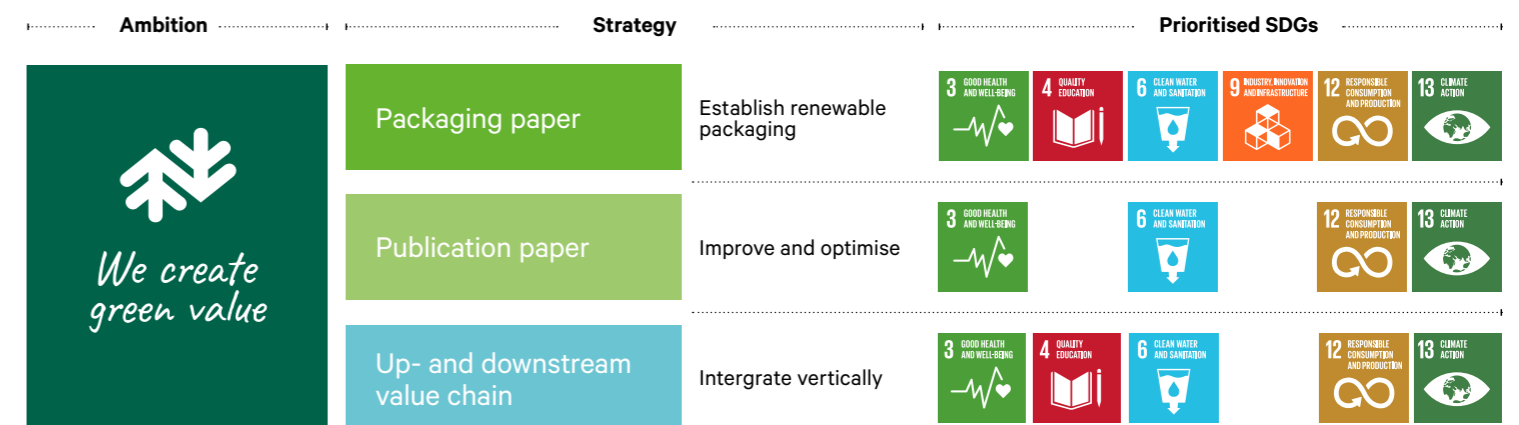 Ambition
Strategy
Prioritised SDGs
We create
green value
Packaging paper
Establish renewable
packaging
3 GOOD HEALTH
AND WELL-BEING
4 QUALITY
EDUCATION
6 CLEAN WATER
AND SANITATION
9 INDUSTRY, INNOVATION
AND INFRASTRUCTURE
12 RESPONSIBLE
CONSUMPTION
AND PRODUCTION
13 CLIMATE
ACTION
Publication paper
Improve and optimise
3 GOOD HEALTH
AND WELL-BEING
6 CLEAN WATER
AND SANITATION
12 RESPONSIBLE
CONSUMPTION
AND PRODUCTION
13 CLIMATE
ACTION
Up- and downstream
value chain
Intergrate vertically
3 GOOD HEALTH
AND WELL-BEING
4 QUALITY
EDUCATION
6 CLEAN WATER
AND SANITATION
12 RESPONSIBLE
CONSUMPTION
AND PRODUCTION
13 CLIMATE
ACTION